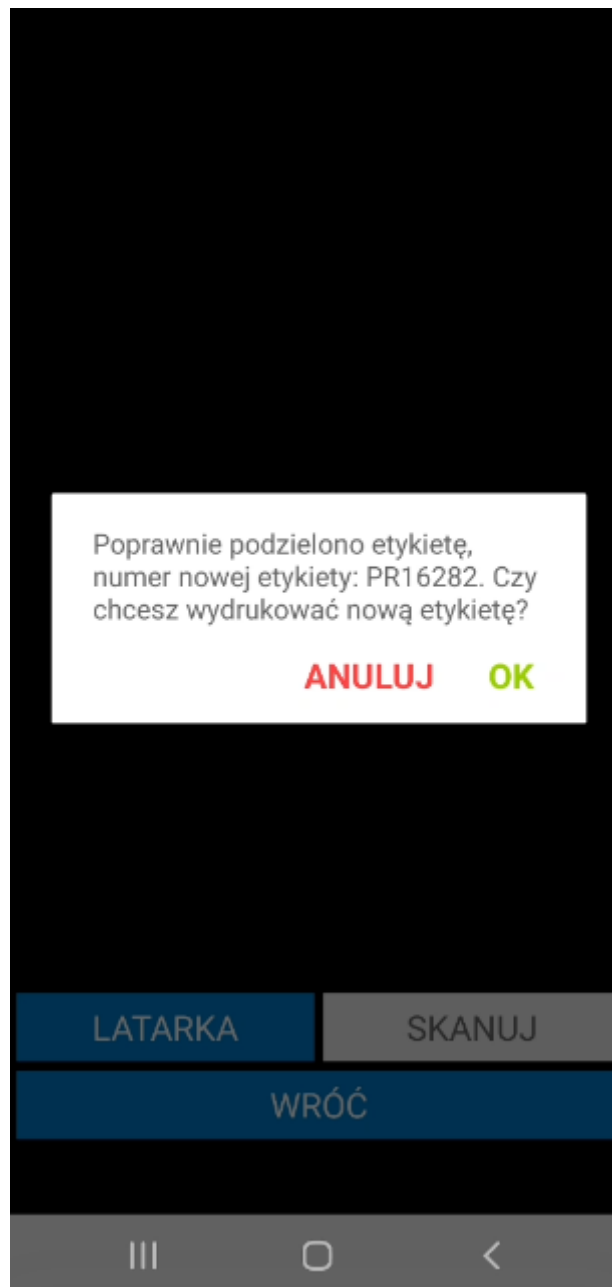 Poprawnie podzielono etykietę,
numer nowej etykiety: PR16282. Czy
chcesz wydrukować nową etykietę?
ANULUJ OK
LATARKA SKANUJ
WRÓĆ